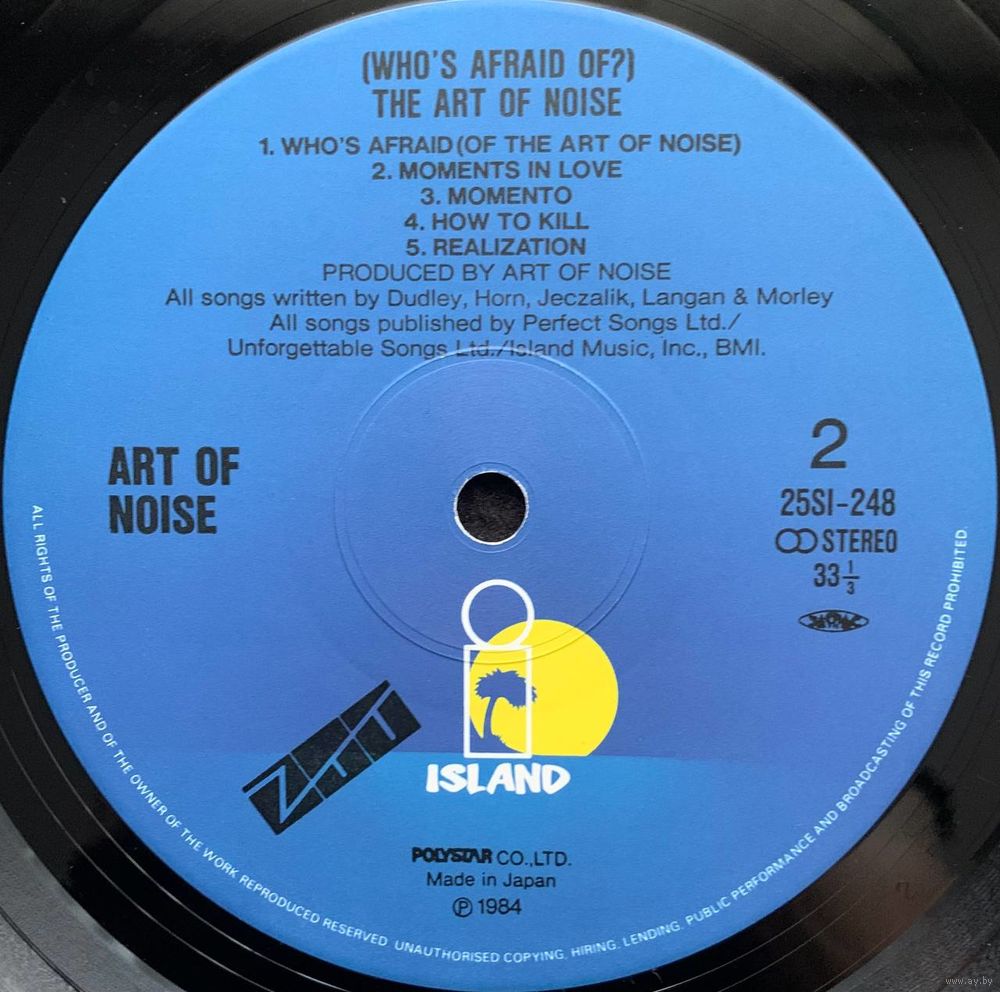 (WHO'S AFRAID OF?)
THE ART OF NOISE
1. WHO'S AFRAID (OF THE ART OF NOISE)
2. MOMENTS IN LOVE
3. MOMENTO
4. HOW TO KILL
5. REALIZATION
PRODUCED BY ART OF NOISE
All songs written by Dudley, Horn, Jeczalik, Langan & Morley
All songs published by Perfect Songs Ltd./
Unforgettable Songs Ltd./Island Music, Inc., BMI.
ART OF
NOISE
2
25SI-248
STEREO
33 1/3
ZTT
i
ISLAND
POLYSTAR CO.,LTD.
Made in Japan
Ⓟ 1984
ALL RIGHTS OF THE PRODUCER AND OF THE OWNER OF THE WORK REPRODUCED RESERVED UNAUTHORISED COPYING, HIRING, LENDING, PUBLIC PERFORMANCE AND BROADCASTING OF THIS RECORD PROHIBITED.
www.ay.by